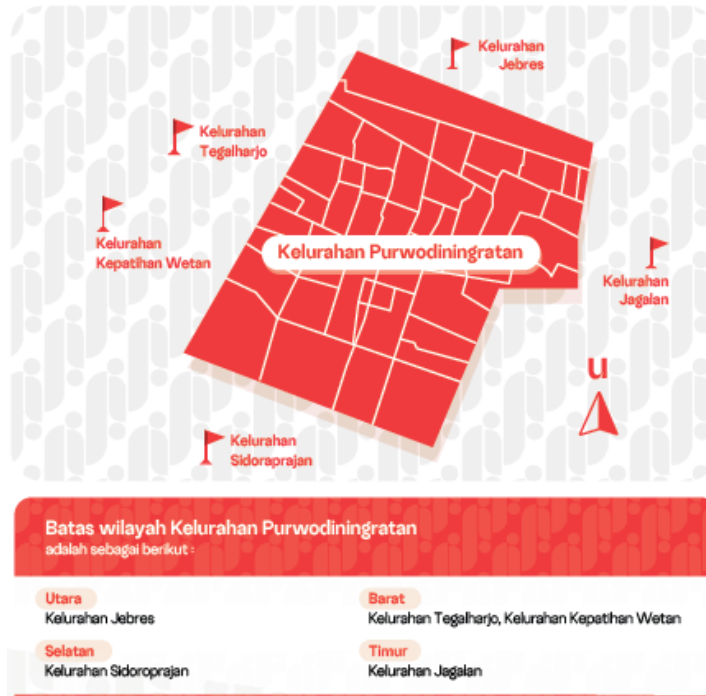 Kelurahan
Jebres
Kelurahan
Tegalharjo
Kelurahan
Kepatihan Wetan
Kelurahan Purwodiningratan
Kelurahan
Jagalan
u
Kelurahan
Sidoraprajan
Batas wilayah Kelurahan Purwodiningratan
adalah sebagai berikut :
Utara
Kelurahan Jebres
Barat
Kelurahan Tegalharjo, Kelurahan Kepatihan Wetan
Selatan
Kelurahan Sidoroprajan
Timur
Kelurahan Jagalan